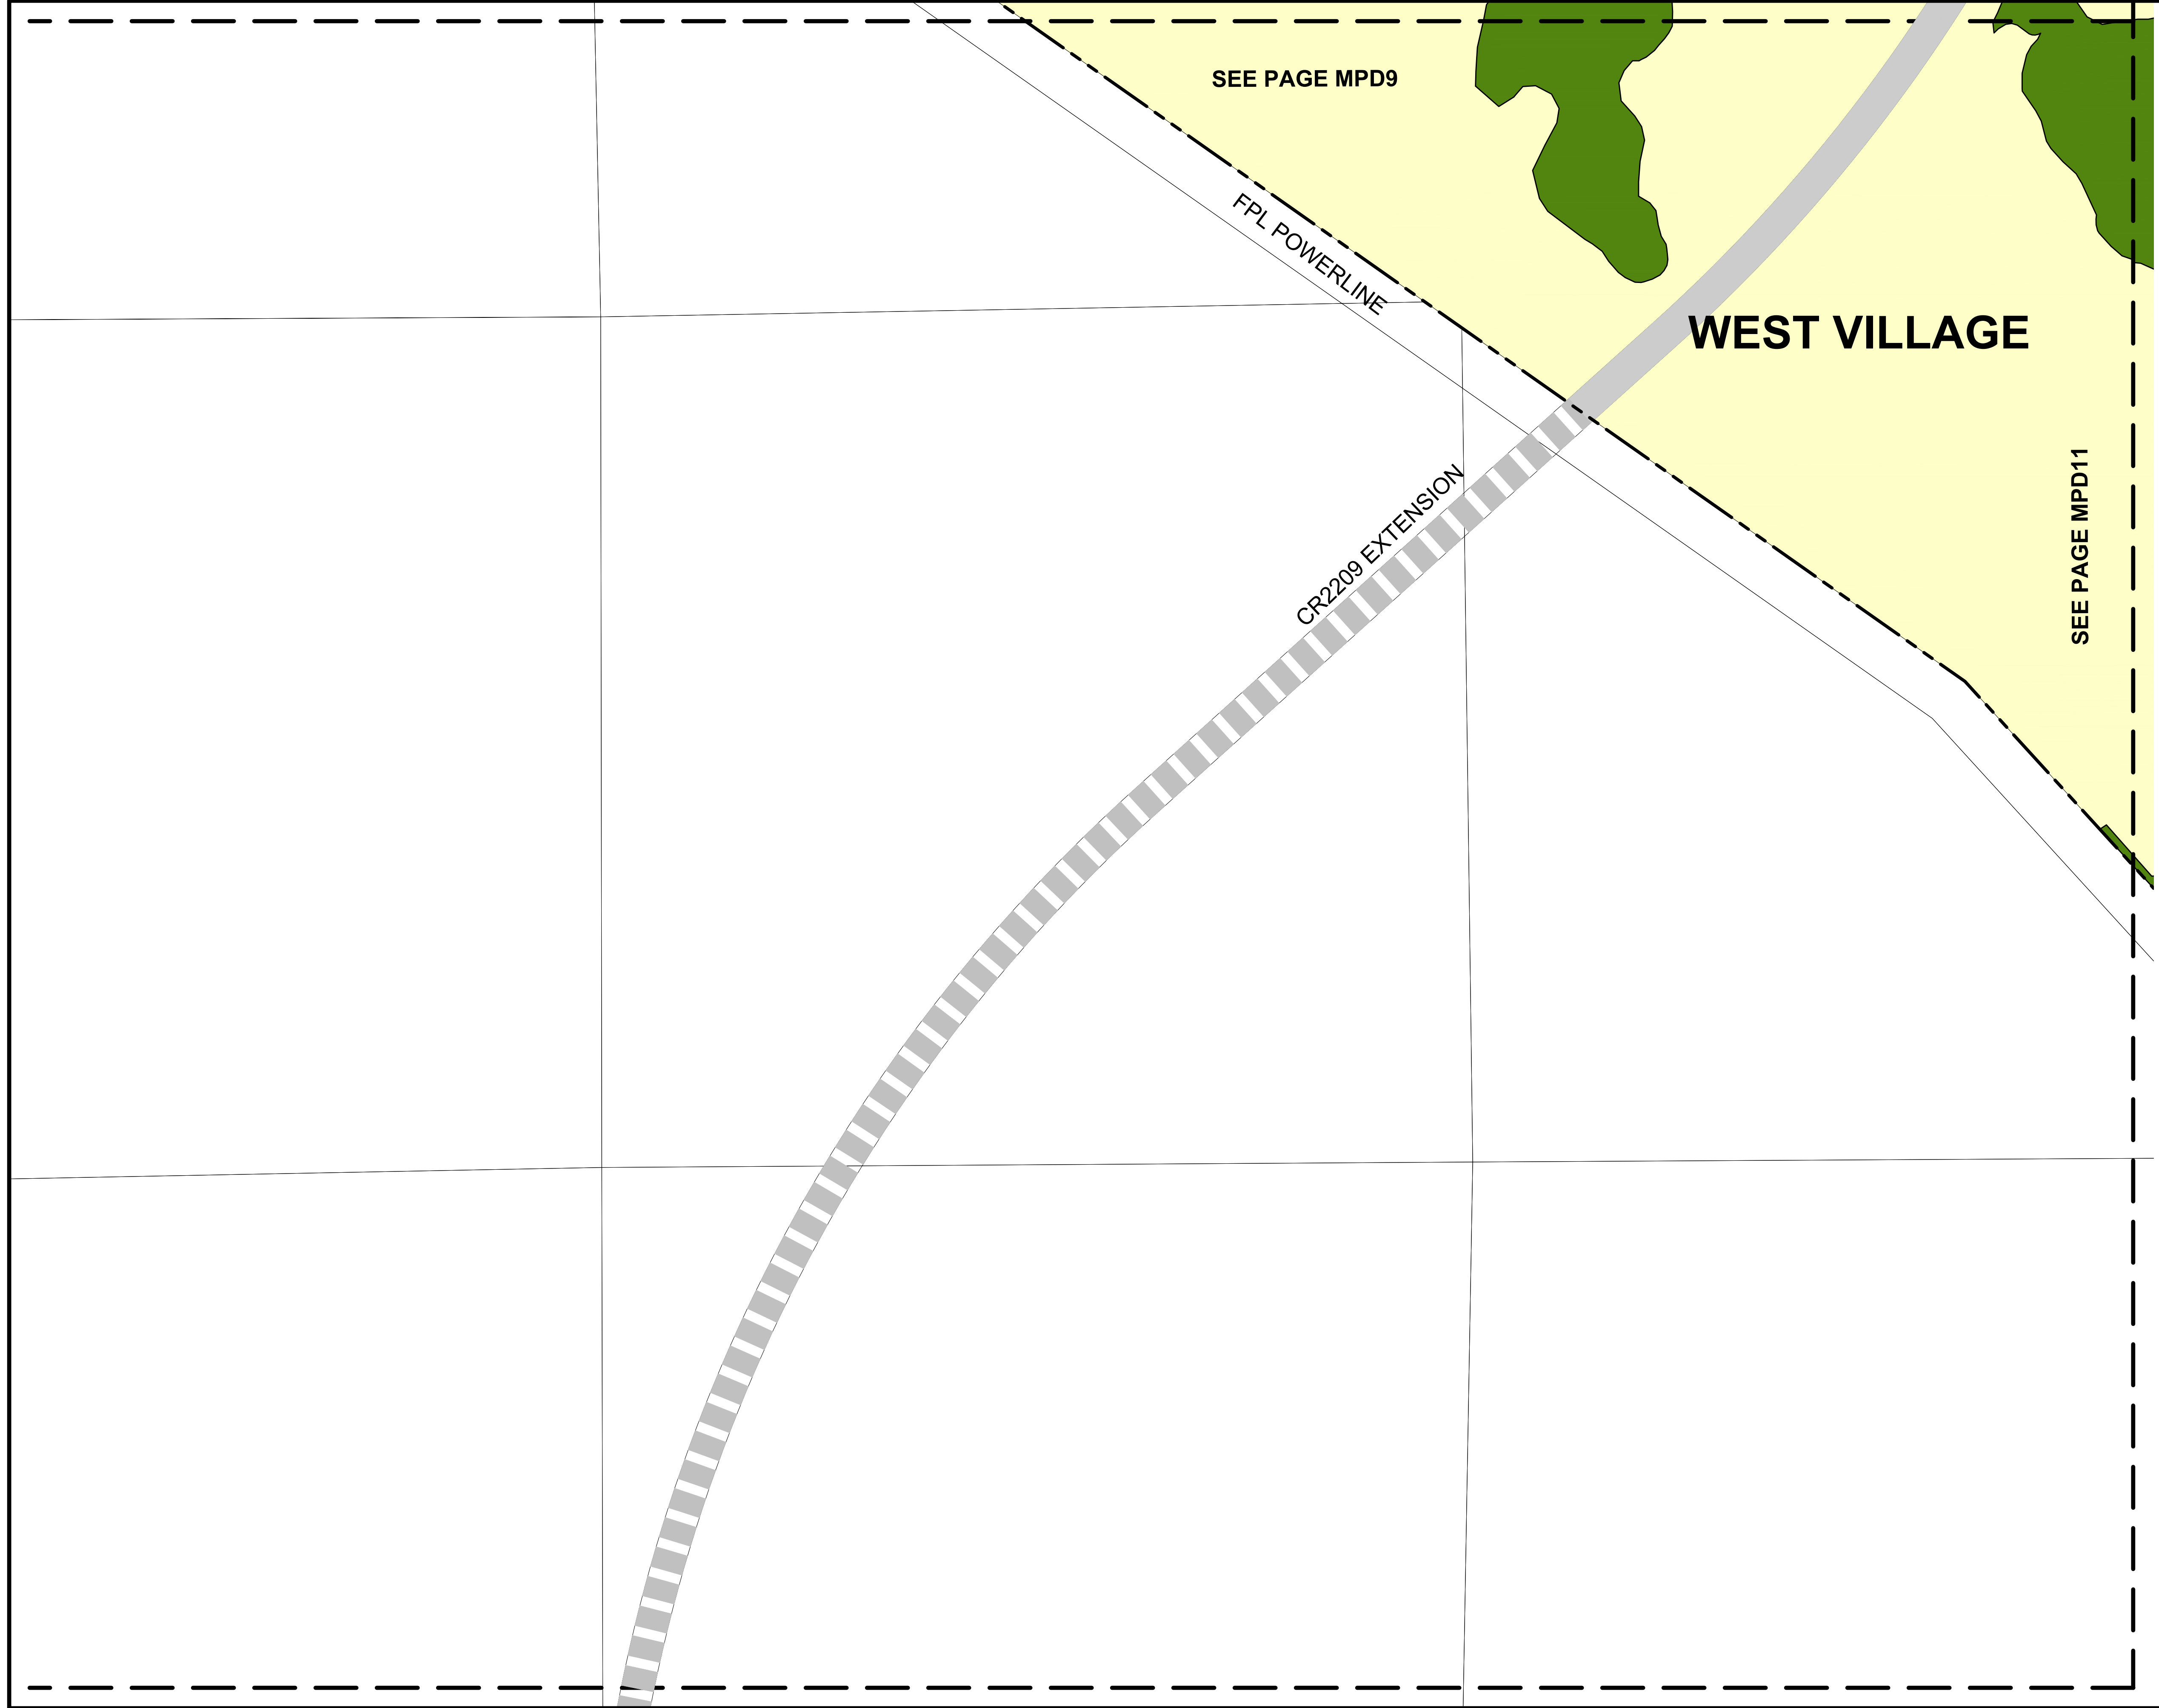 SEE PAGE MPD9
FPL POWERLINE
WEST VILLAGE
CR2209 EXTENSION
SEE PAGE MPD11